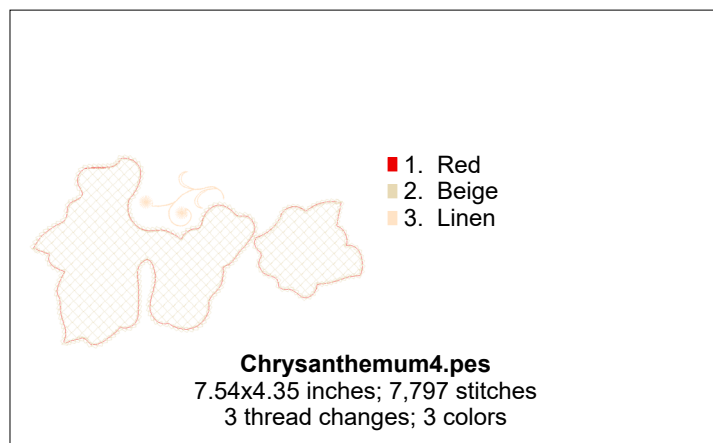 1. Red
2. Beige
3. Linen
Chrysanthemum4.pes
7.54x4.35 inches; 7,797 stitches
3 thread changes; 3 colors